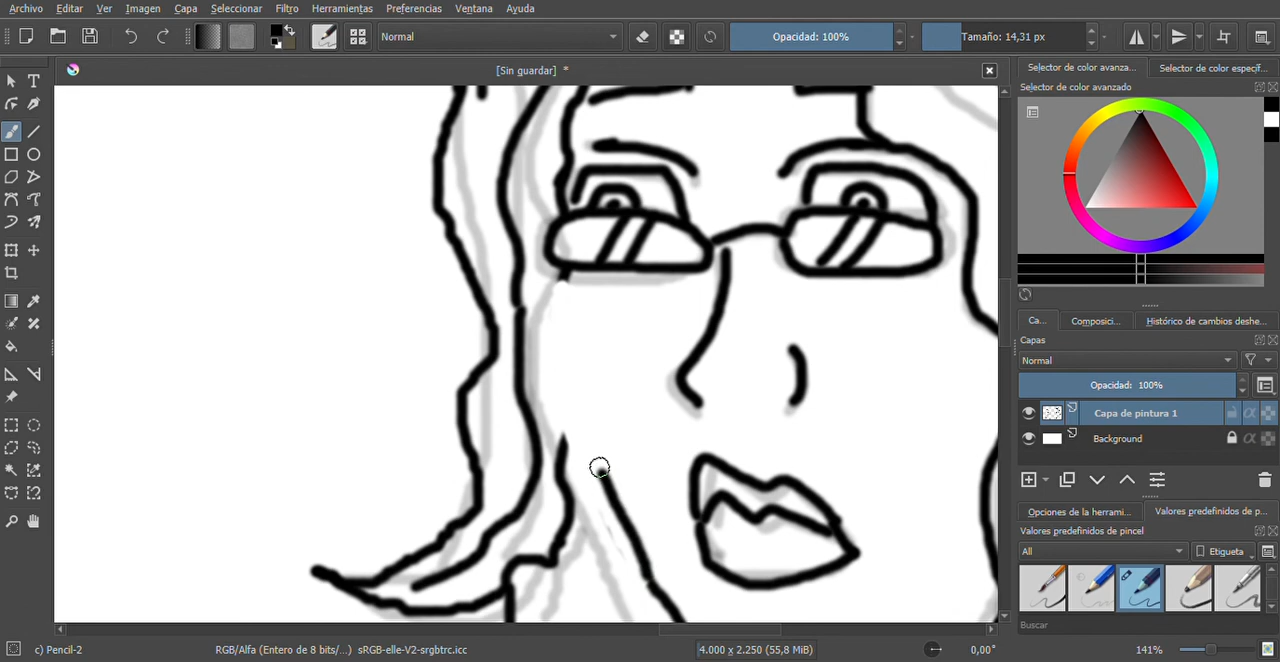 Archivo Editar Ver Imagen Capa Seleccionar Filtro Herramientas Preferencias Ventana Ayuda
Normal Opacidad: 100% Tamaño: 14,31 px
[Sin guardar] *
Selector de color avanza... Selector de color específ...
Selector de color avanzado
Ca... Composici... Histórico de cambios deshe...
Capas
Normal
Opacidad: 100%
Capa de pintura 1
Background
Opciones de la herrami... Valores predefinidos de p...
Valores predefinidos de pincel
All Etiqueta
Buscar
c) Pencil-2 RGB/Alfa (Entero de 8 bits/...) sRGB-elle-V2-srgbtrc.icc 4.000 x 2.250 (55,8 MiB) 0,00° 141%